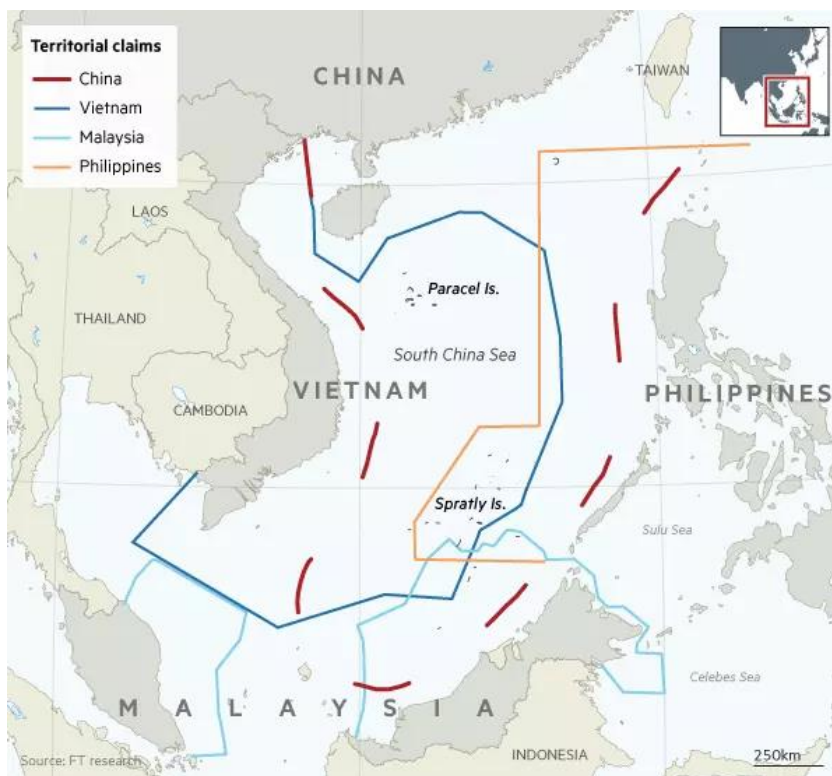 Territorial claims
China
Vietnam
Malaysia
Philippines
CHINA
TAIWAN
LAOS
Paracel Is.
THAILAND
South China Sea
VIETNAM
PHILIPPINES
CAMBODIA
Spratly Is.
Sulu Sea
Celebes Sea
MALAYSIA
INDONESIA
Source: FT research
250km